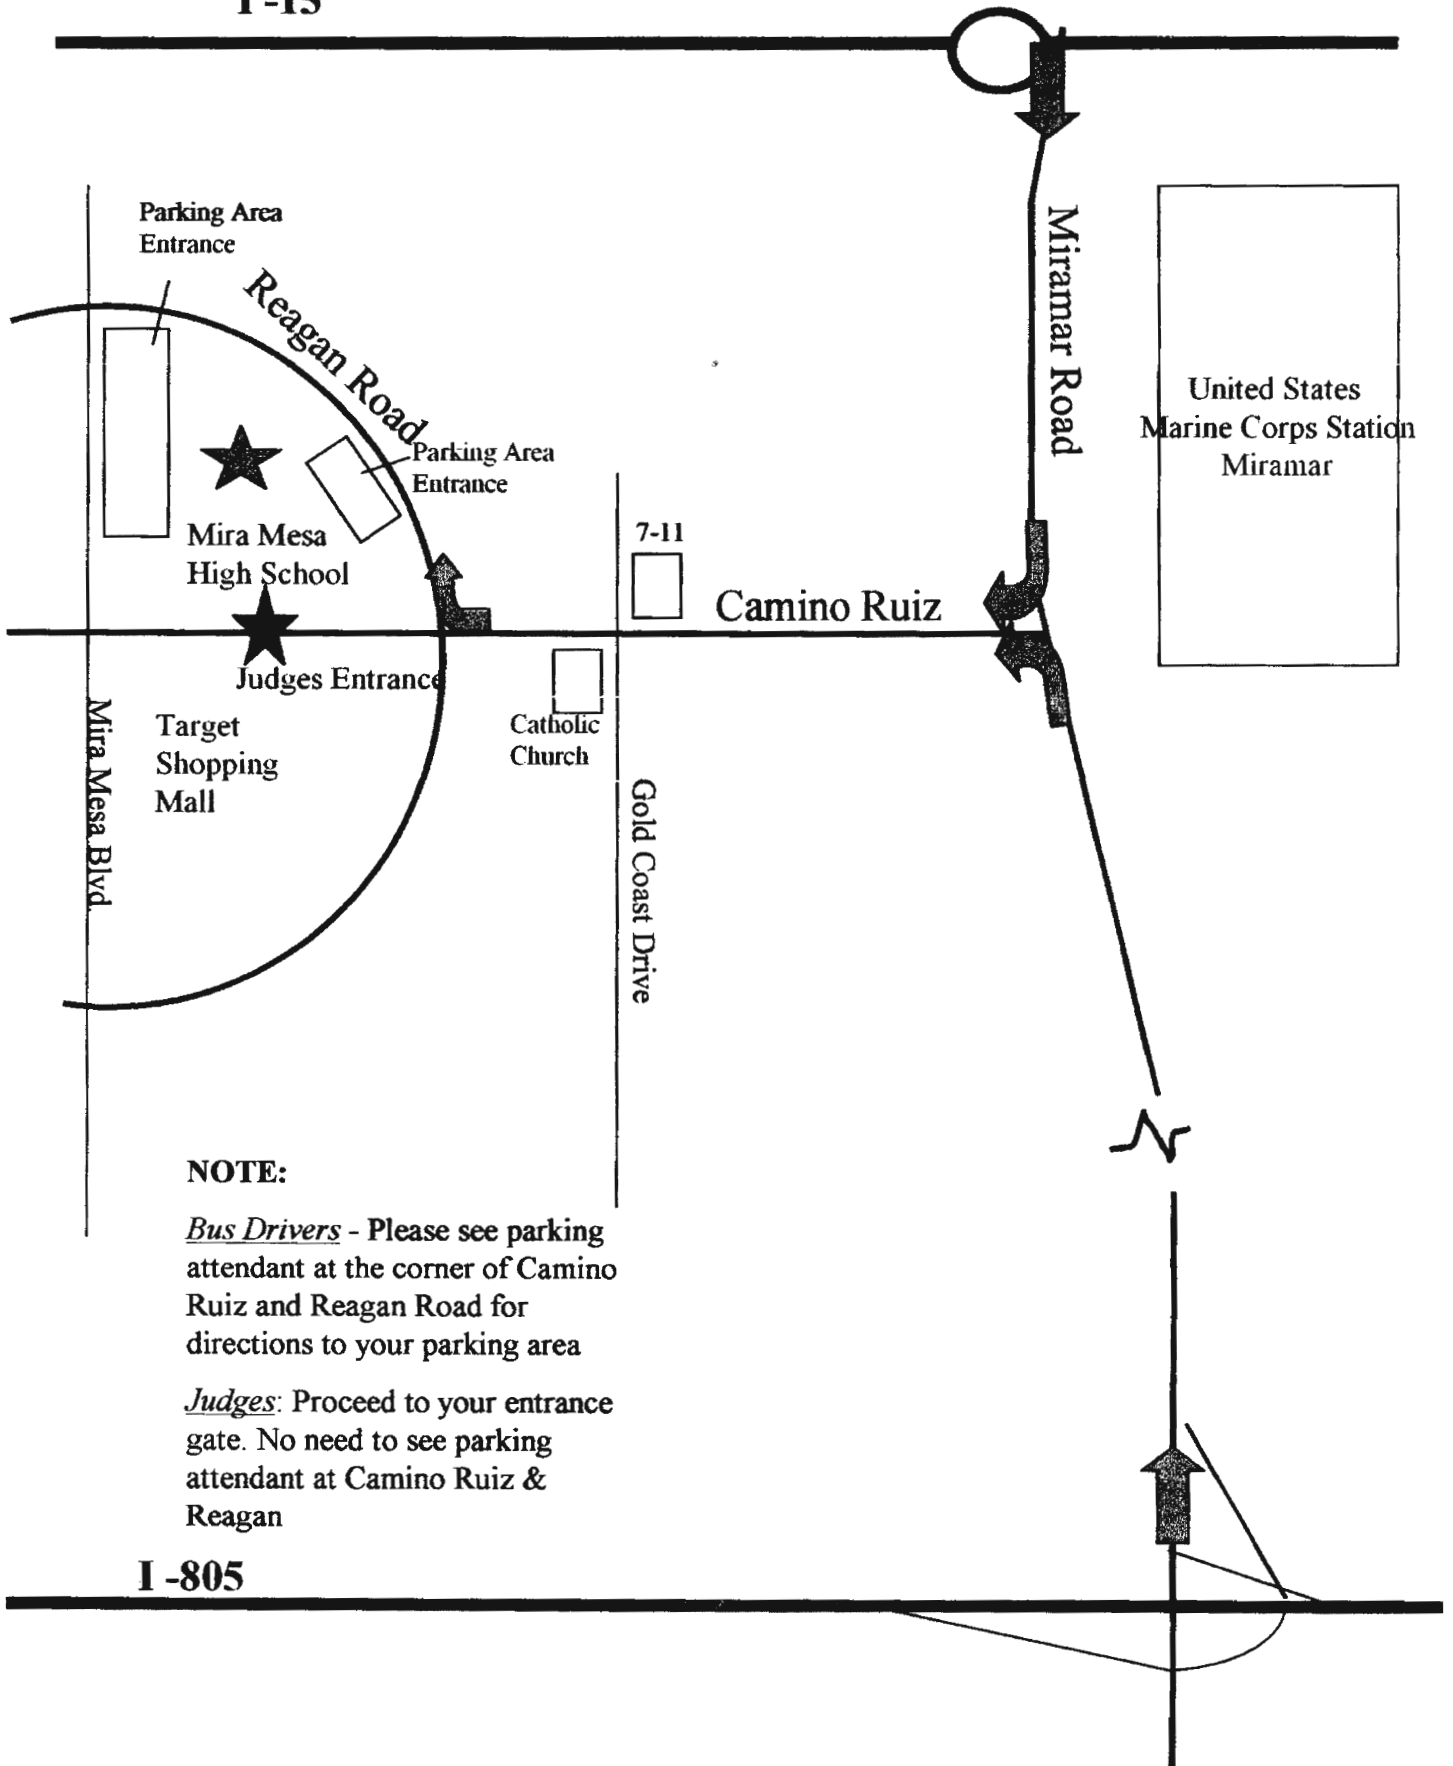 I-15
Parking Area
Entrance
Reagan Road
Miramar Road
United States
Marine Corps Station
Miramar
Parking Area
Entrance
Mira Mesa
High School
7-11
Camino Ruiz
Judges Entrance
Target
Shopping
Mall
Catholic
Church
Mira Mesa Blvd
Gold Coast Drive
NOTE:
Bus Drivers - Please see parking
attendant at the corner of Camino
Ruiz and Reagan Road for
directions to your parking area
Judges: Proceed to your entrance
gate. No need to see parking
attendant at Camino Ruiz &
Reagan
I -805